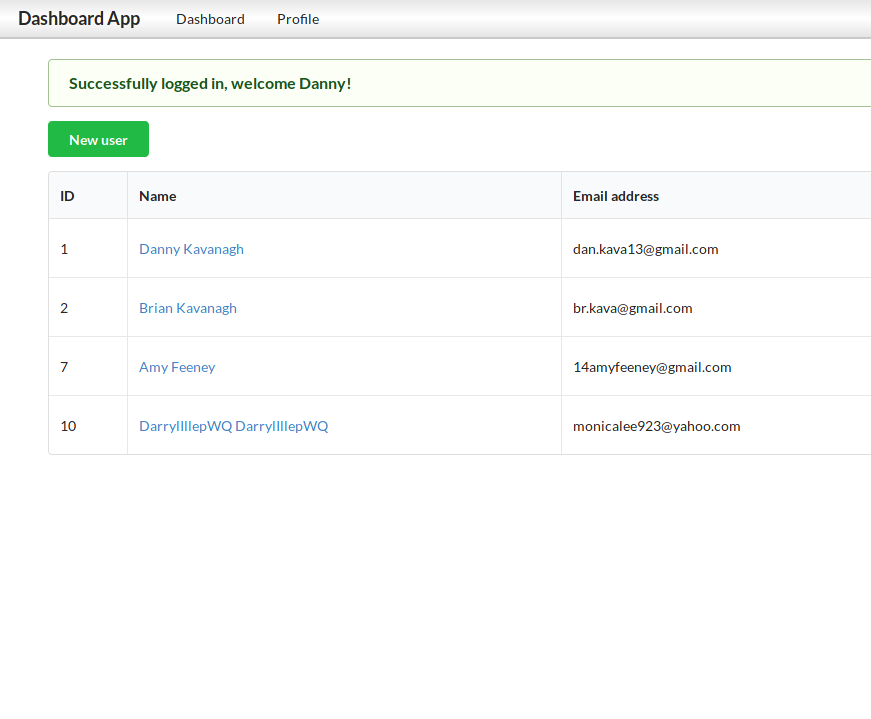 Dashboard App Dashboard Profile
Successfully logged in, welcome Danny!
New user
ID Name Email address
1 Danny Kavanagh dan.kava13@gmail.com
2 Brian Kavanagh br.kava@gmail.com
7 Amy Feeney 14amyfeeney@gmail.com
10 DarrylIllepWQ DarrylIllepWQ monicalee923@yahoo.com